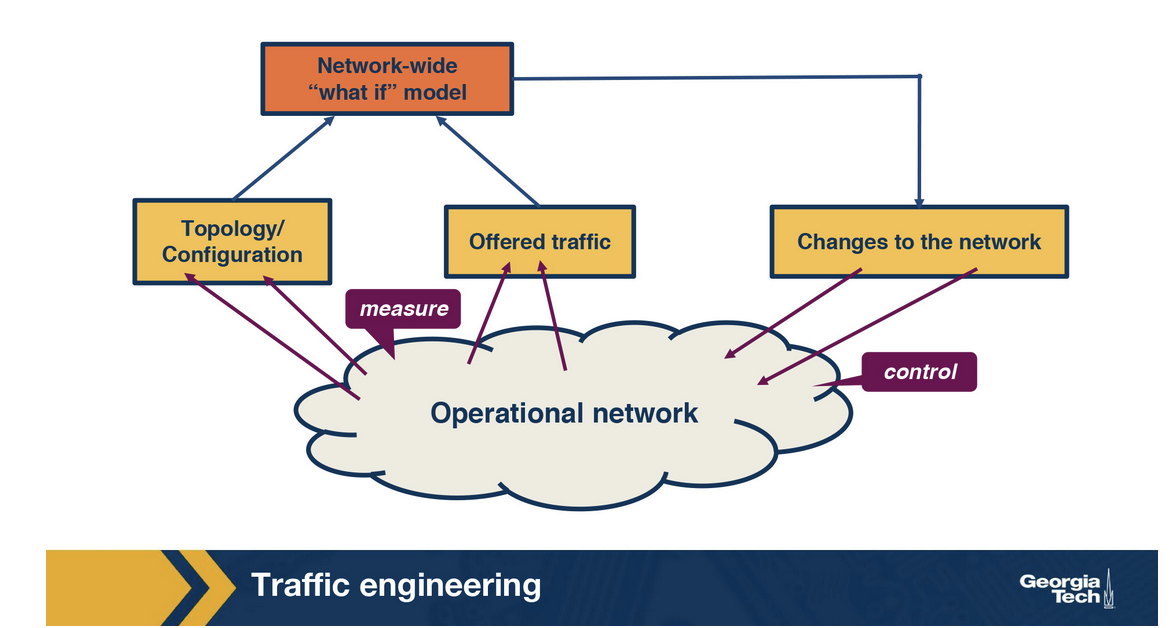 Network-wide
“what if” model
Topology/
Configuration
Offered traffic
Changes to the network
measure
control
Operational network
Traffic engineering
Georgia
Tech